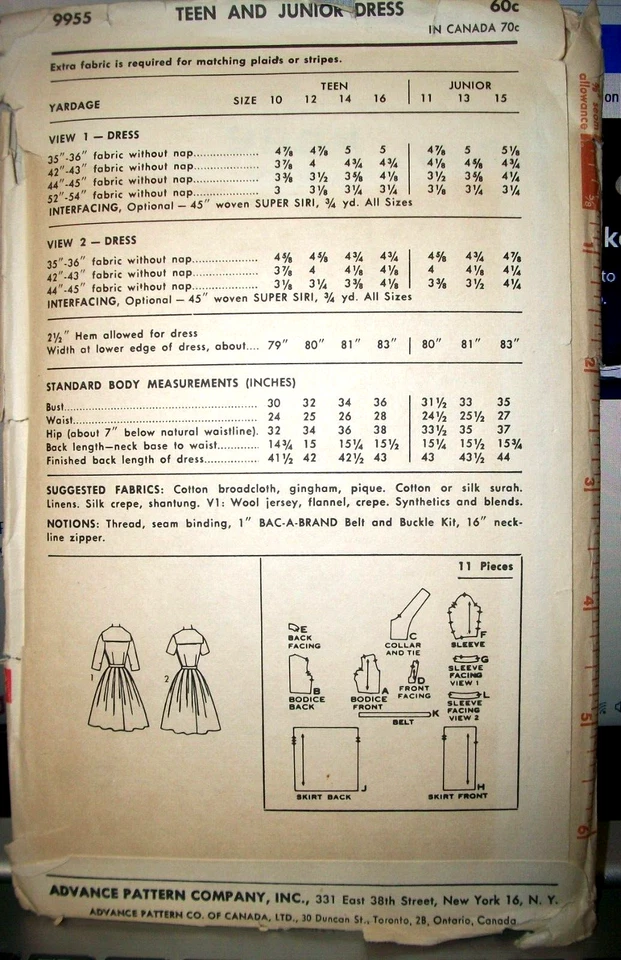 9955 TEEN AND JUNIOR DRESS 60c
IN CANADA 70c
Extra fabric is required for matching plaids or stripes.
TEEN JUNIOR
YARDAGE SIZE 10 12 14 16 11 13 15
VIEW 1 — DRESS
35"-36" fabric without nap 4⅞ 4⅞ 5 5 4⅞ 5 5⅛
42"-43" fabric without nap 3⅞ 4 4¾ 4¾ 4⅛ 4⅝ 4¾
44"-45" fabric without nap 3⅜ 3½ 3⅝ 4⅛ 3½ 3⅝ 4¼
52"-54" fabric without nap 3 3⅛ 3¼ 3¼ 3⅛ 3¼ 3¼
INTERFACING, Optional — 45" woven SUPER SIRI, ¾ yd. All Sizes
VIEW 2 — DRESS
35"-36" fabric without nap 4⅝ 4⅝ 4¾ 4¾ 4⅝ 4¾ 4⅞
42"-43" fabric without nap 3⅞ 4 4⅛ 4⅛ 4 4⅛ 4¼
44"-45" fabric without nap 3⅛ 3¼ 3⅜ 4⅛ 3⅜ 3½ 4¼
INTERFACING, Optional — 45" woven SUPER SIRI, ¾ yd. All Sizes
2½" Hem allowed for dress
Width at lower edge of dress, about.... 79" 80" 81" 83" 80" 81" 83"
STANDARD BODY MEASUREMENTS (INCHES)
Bust 30 32 34 36 31½ 33 35
Waist 24 25 26 28 24½ 25½ 27
Hip (about 7" below natural waistline). 32 34 36 38 33½ 35 37
Back length—neck base to waist 14¾ 15 15¼ 15½ 15¼ 15½ 15¾
Finished back length of dress 41½ 42 42½ 43 43 43½ 44
SUGGESTED FABRICS: Cotton broadcloth, gingham, pique. Cotton or silk surah.
Linens. Silk crepe, shantung. V1: Wool jersey, flannel, crepe. Synthetics and blends.
NOTIONS: Thread, seam binding, 1" BAC-A-BRAND Belt and Buckle Kit, 16" neck-
line zipper.
11 Pieces
1
2
E
BACK
FACING
C
COLLAR
AND TIE
F
SLEEVE
B
BODICE
BACK
A
BODICE
FRONT
D
FRONT
FACING
G
SLEEVE
FACING
VIEW 1
L
SLEEVE
FACING
VIEW 2
K
BELT
J
SKIRT BACK
H
SKIRT FRONT
ADVANCE PATTERN COMPANY, INC., 331 East 38th Street, New York 16, N. Y.
ADVANCE PATTERN CO. OF CANADA, LTD., 30 Duncan St., Toronto, 2B, Ontario, Canada
allowance
⅝
1
2
3
4
5
6
on
to